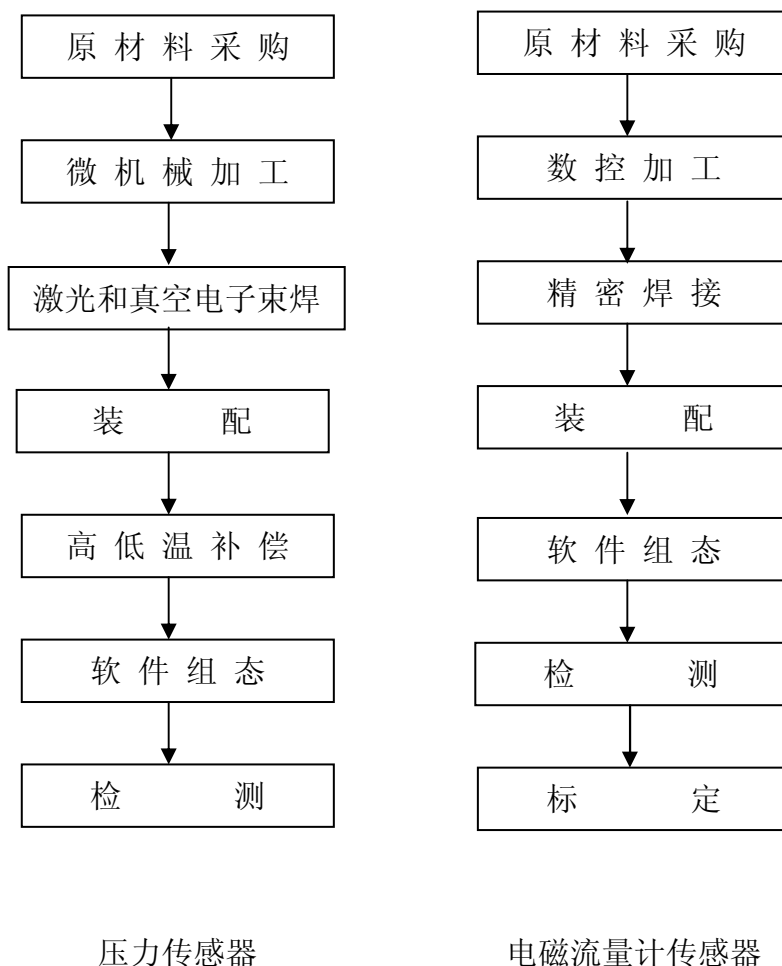 原材料采购
微机械加工
激光和真空电子束焊
装 配
高低温补偿
软件组态
检 测
压力传感器
原材料采购
数控加工
精密焊接
装 配
软件组态
检 测
标 定
电磁流量计传感器